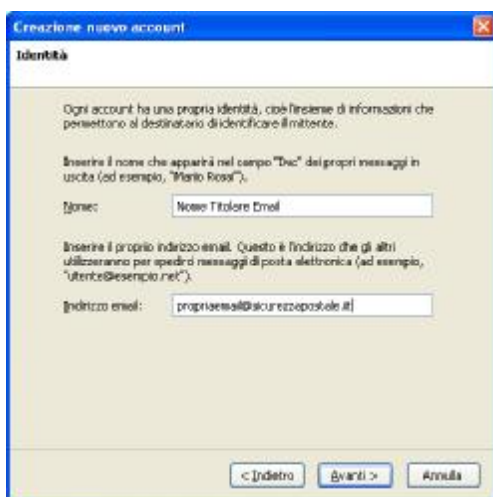 Creazione nuovo account
Identità
Ogni account ha una propria identità, cioè l'insieme di informazioni che
permettono al destinatario di identificare il mittente.
Inserire il nome che apparirà nel campo "Da:" dei propri messaggi in
uscita (ad esempio, "Mario Rossi").
Nome:
Nome Titolare Email
Inserire il proprio indirizzo email. Questo è l'indirizzo che gli altri
utilizzeranno per spedirci messaggi di posta elettronica (ad esempio,
"utente@esempio.net").
Indirizzo email:
propriaemail@sicurezzapostale.it
< Indietro
Avanti >
Annulla